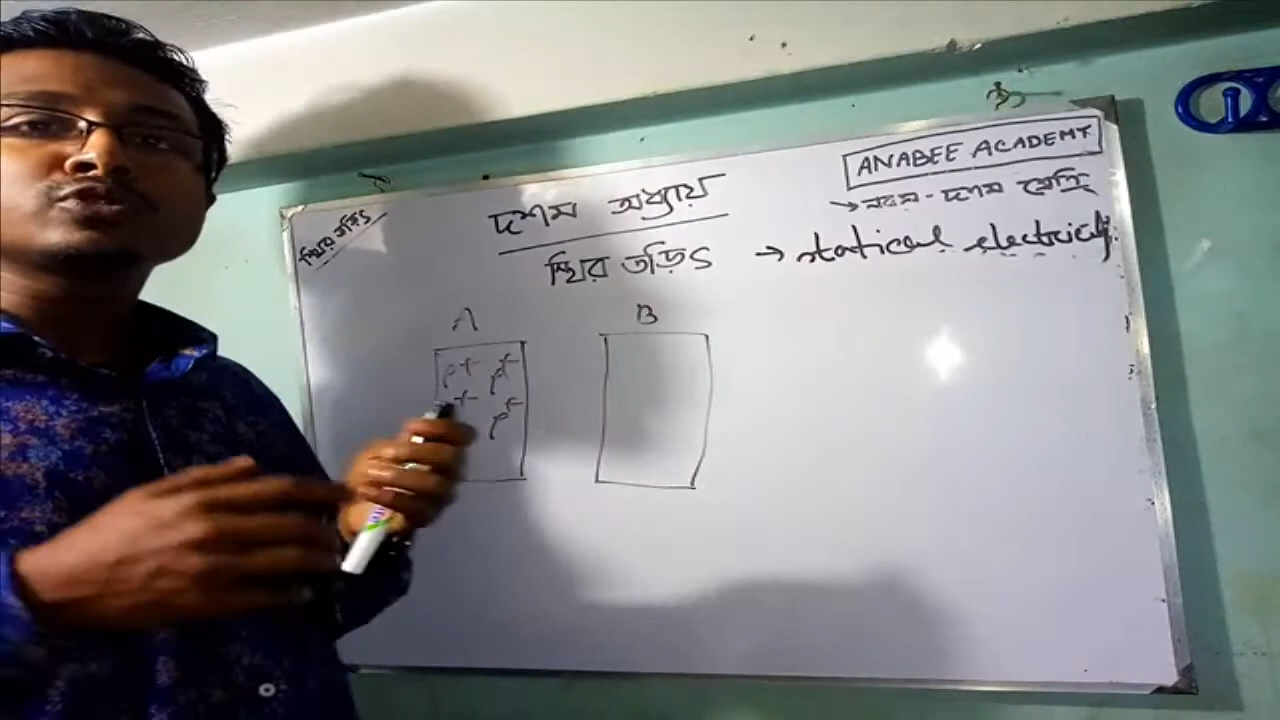 ANABEE ACADEMY
→ নবম - দশম শ্রেণি
দশম অধ্যায়
স্থির তড়িৎ
স্থির তড়িৎ → statical electricity
A B
P+ P+
+ P+